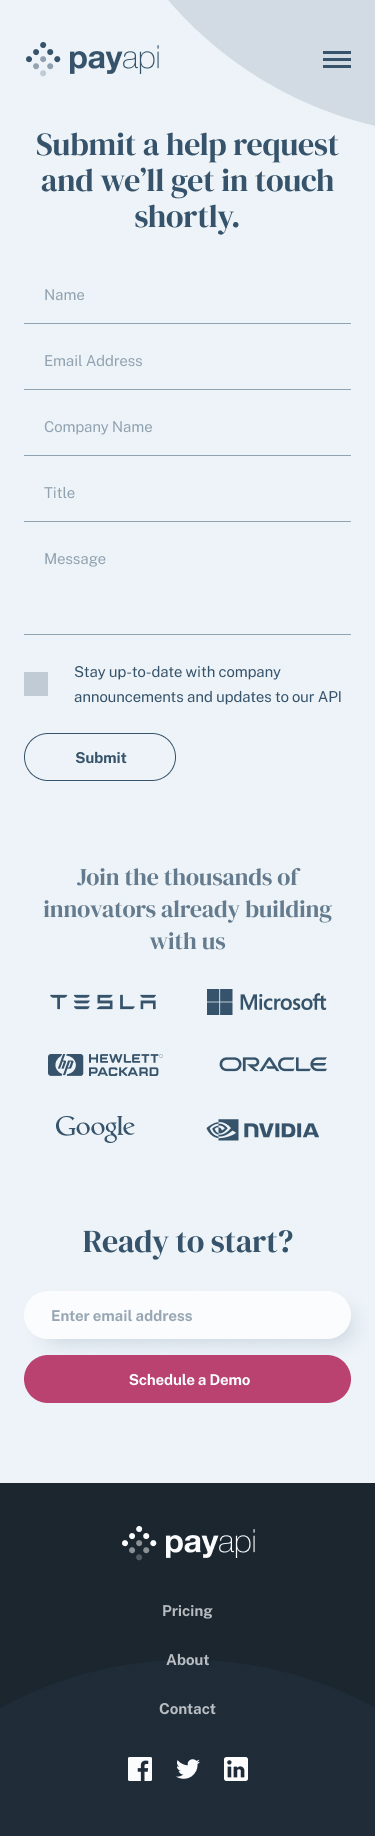 payapi
Submit a help request
and we’ll get in touch
shortly.
Name
Email Address
Company Name
Title
Message
Stay up-to-date with company
announcements and updates to our API
Submit
Join the thousands of
innovators already building
with us
TESLA
Microsoft
hp HEWLETT
PACKARD
ORACLE
Google
NVIDIA
Ready to start?
Enter email address
Schedule a Demo
payapi
Pricing
About
Contact